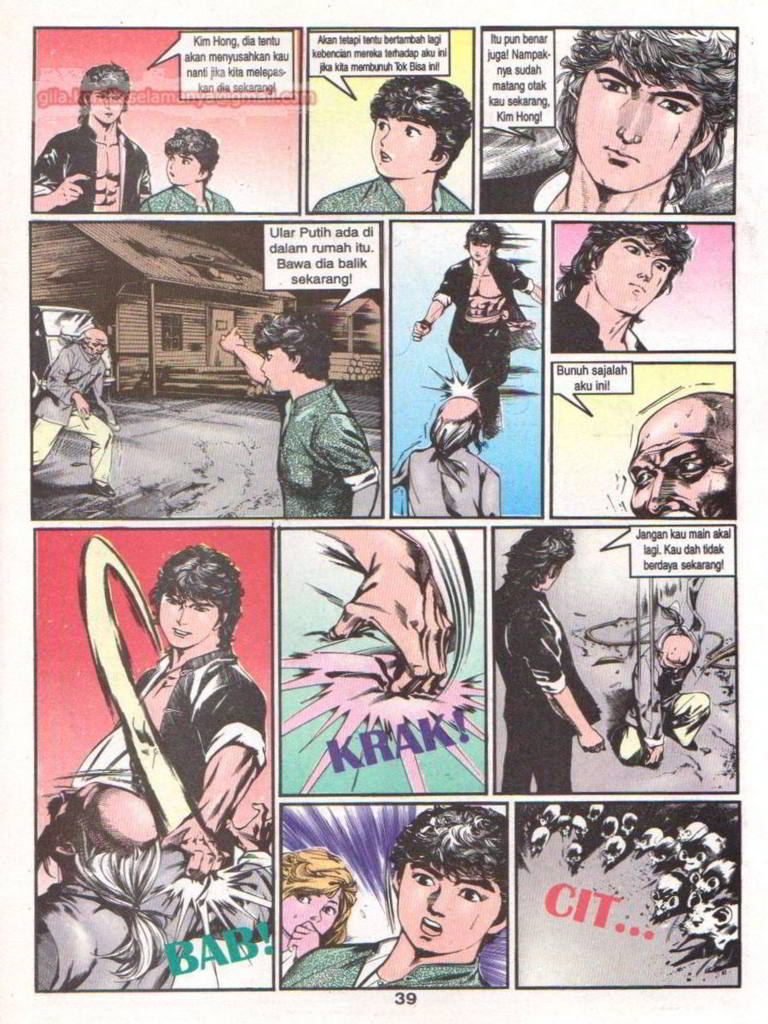 Kim Hong, dia tentu
akan menyusahkan kau
nanti jika kita melepas-
kan dia sekarang!
Akan tetapi tentu bertambah lagi
kebencian mereka terhadap aku ini
jika kita membunuh Tok Bisa ini!
Itu pun benar
juga! Nampak-
nya sudah
matang otak
kau sekarang,
Kim Hong!
Ular Putih ada di
dalam rumah itu.
Bawa dia balik
sekarang!
Bunuh sajalah
aku ini!
BAB!
KRAK!
Jangan kau main akal
lagi. Kau dah tidak
berdaya sekarang!
CIT...
39